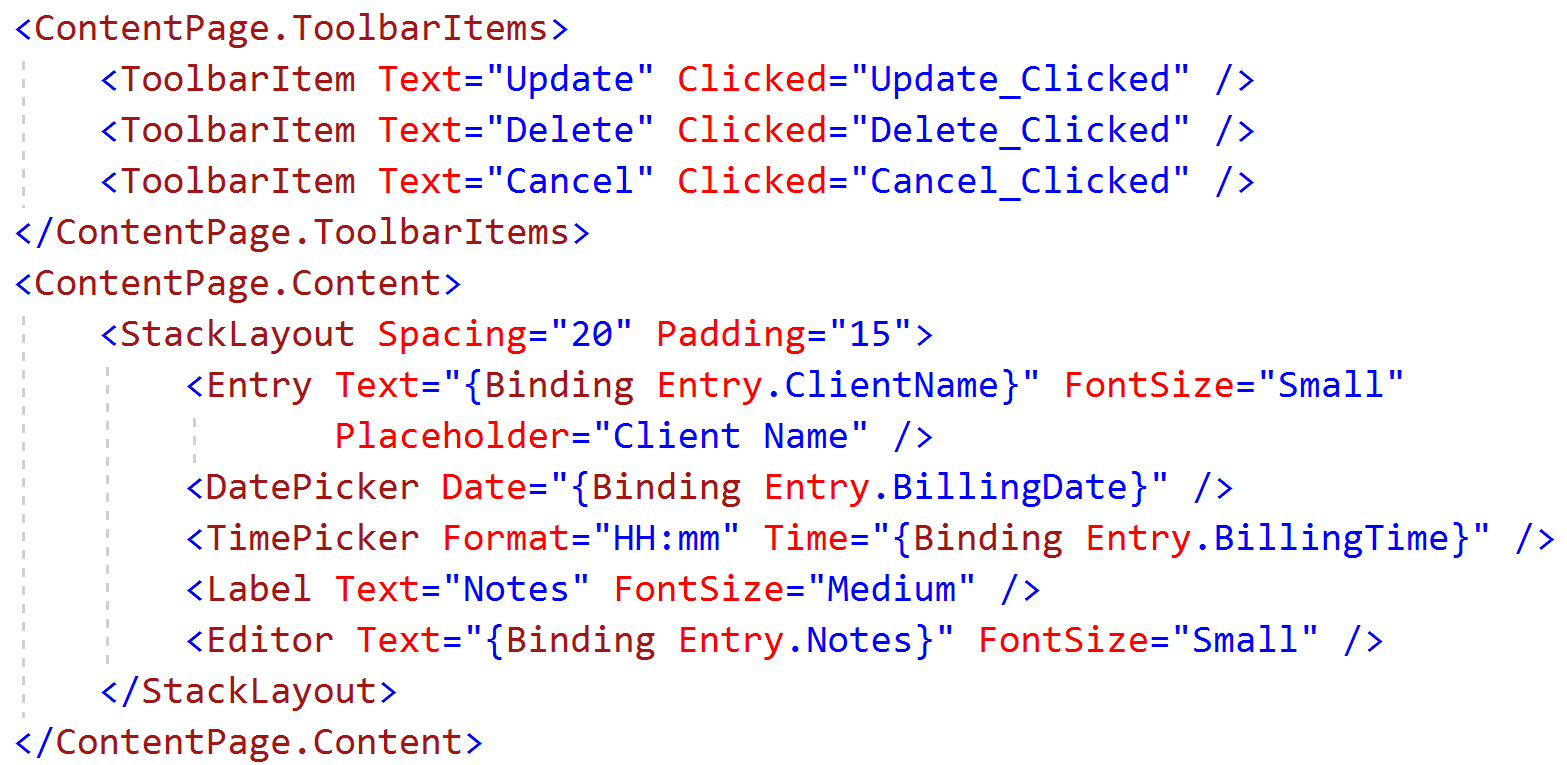 <ContentPage.ToolbarItems>
    <ToolbarItem Text="Update" Clicked="Update_Clicked" />
    <ToolbarItem Text="Delete" Clicked="Delete_Clicked" />
    <ToolbarItem Text="Cancel" Clicked="Cancel_Clicked" />
</ContentPage.ToolbarItems>
<ContentPage.Content>
    <StackLayout Spacing="20" Padding="15">
        <Entry Text="{Binding Entry.ClientName}" FontSize="Small"
               Placeholder="Client Name" />
        <DatePicker Date="{Binding Entry.BillingDate}" />
        <TimePicker Format="HH:mm" Time="{Binding Entry.BillingTime}" />
        <Label Text="Notes" FontSize="Medium" />
        <Editor Text="{Binding Entry.Notes}" FontSize="Small" />
    </StackLayout>
</ContentPage.Content>